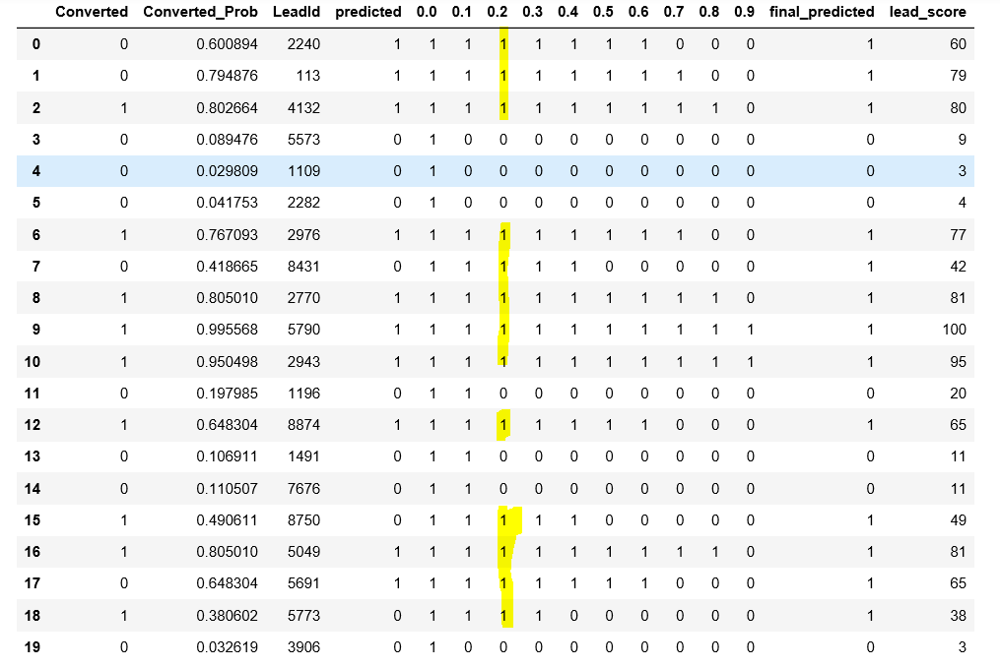 Converted Converted_Prob LeadId predicted 0.0 0.1 0.2 0.3 0.4 0.5 0.6 0.7 0.8 0.9 final_predicted lead_score
0 0 0.600894 2240 1 1 1 1 1 1 1 1 0 0 0 1 60
1 0 0.794876 113 1 1 1 1 1 1 1 1 1 0 0 1 79
2 1 0.802664 4132 1 1 1 1 1 1 1 1 1 1 0 1 80
3 0 0.089476 5573 0 1 0 0 0 0 0 0 0 0 0 0 9
4 0 0.029809 1109 0 1 0 0 0 0 0 0 0 0 0 0 3
5 0 0.041753 2282 0 1 0 0 0 0 0 0 0 0 0 0 4
6 1 0.767093 2976 1 1 1 1 1 1 1 1 1 0 0 1 77
7 0 0.418665 8431 0 1 1 1 1 1 0 0 0 0 0 1 42
8 1 0.805010 2770 1 1 1 1 1 1 1 1 1 1 0 1 81
9 1 0.995568 5790 1 1 1 1 1 1 1 1 1 1 1 1 100
10 1 0.950498 2943 1 1 1 1 1 1 1 1 1 1 1 1 95
11 0 0.197985 1196 0 1 1 0 0 0 0 0 0 0 0 0 20
12 1 0.648304 8874 1 1 1 1 1 1 1 1 0 0 0 1 65
13 0 0.106911 1491 0 1 1 0 0 0 0 0 0 0 0 0 11
14 0 0.110507 7676 0 1 1 0 0 0 0 0 0 0 0 0 11
15 1 0.490611 8750 0 1 1 1 1 1 0 0 0 0 0 1 49
16 1 0.805010 5049 1 1 1 1 1 1 1 1 1 1 0 1 81
17 0 0.648304 5691 1 1 1 1 1 1 1 1 0 0 0 1 65
18 1 0.380602 5773 0 1 1 1 1 0 0 0 0 0 0 1 38
19 0 0.032619 3906 0 1 0 0 0 0 0 0 0 0 0 0 3